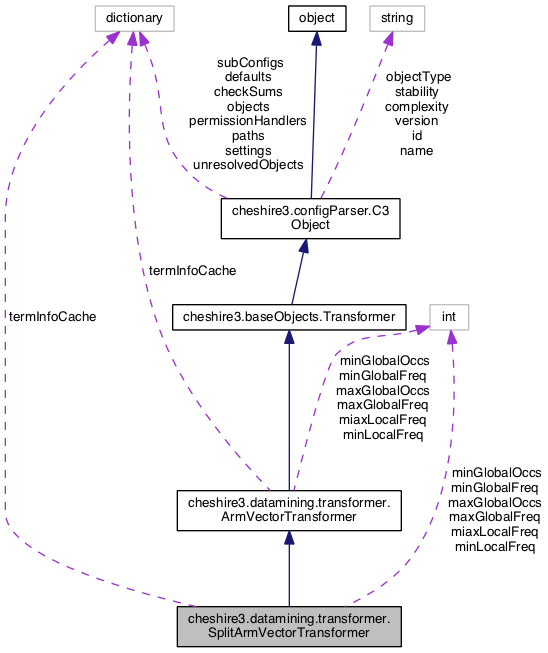 dictionary
object
string
subConfigs
defaults
checkSums
objects
permissionHandlers
paths
settings
unresolvedObjects
objectType
stability
complexity
version
id
name
cheshire3.configParser.C3
Object
termInfoCache
cheshire3.baseObjects.Transformer
int
termInfoCache
minGlobalOccs
minGlobalFreq
maxGlobalOccs
maxGlobalFreq
miaxLocalFreq
minLocalFreq
cheshire3.datamining.transformer.
ArmVectorTransformer
minGlobalOccs
minGlobalFreq
maxGlobalOccs
maxGlobalFreq
miaxLocalFreq
minLocalFreq
cheshire3.datamining.transformer.
SplitArmVectorTransformer